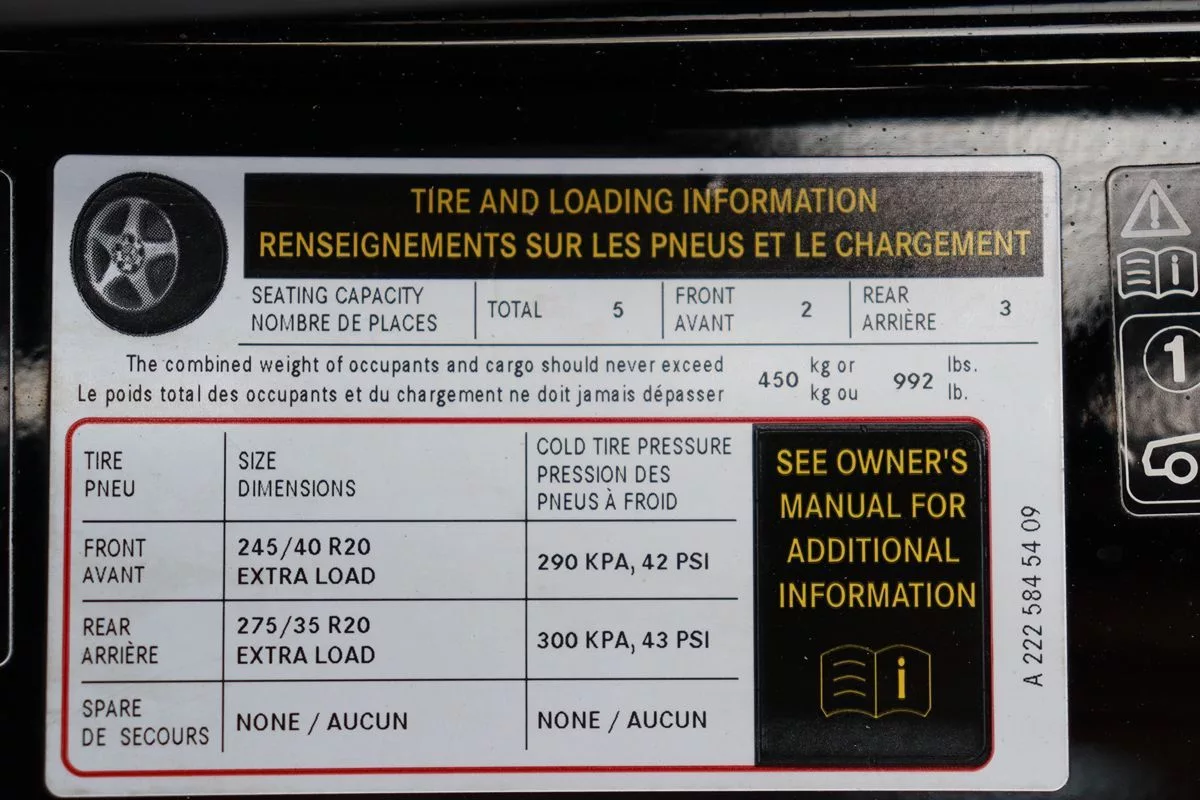 TIRE AND LOADING INFORMATION
RENSEIGNEMENTS SUR LES PNEUS ET LE CHARGEMENT
SEATING CAPACITY
NOMBRE DE PLACES
TOTAL 5
FRONT
AVANT
2
REAR
ARRIÈRE
3
The combined weight of occupants and cargo should never exceed
Le poids total des occupants et du chargement ne doit jamais dépasser
450
kg or
kg ou
992
lbs.
lb.
TIRE
PNEU
SIZE
DIMENSIONS
COLD TIRE PRESSURE
PRESSION DES
PNEUS À FROID
FRONT
AVANT
245/40 R20
EXTRA LOAD
290 KPA, 42 PSI
REAR
ARRIÈRE
275/35 R20
EXTRA LOAD
300 KPA, 43 PSI
SPARE
DE SECOURS
NONE / AUCUN
NONE / AUCUN
SEE OWNER'S
MANUAL FOR
ADDITIONAL
INFORMATION
i
A 222 584 54 09
!
i
1